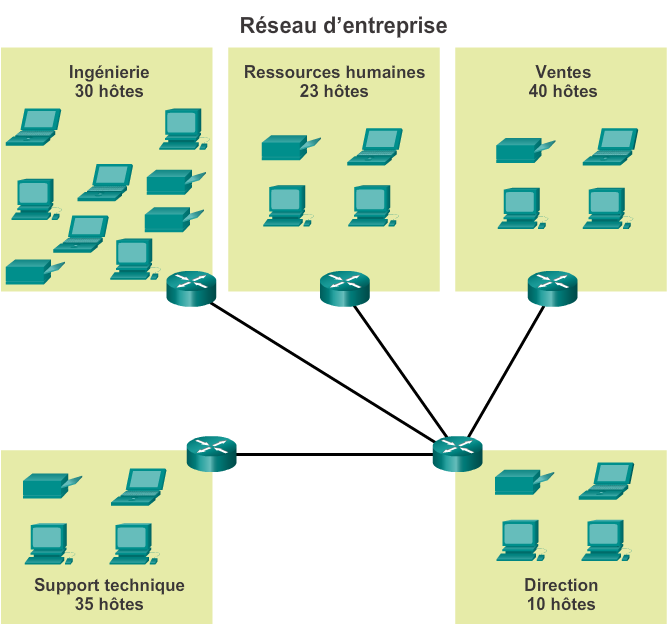 Réseau d’entreprise
Ingénierie
30 hôtes
Ressources humaines
23 hôtes
Ventes
40 hôtes
Support technique
35 hôtes
Direction
10 hôtes